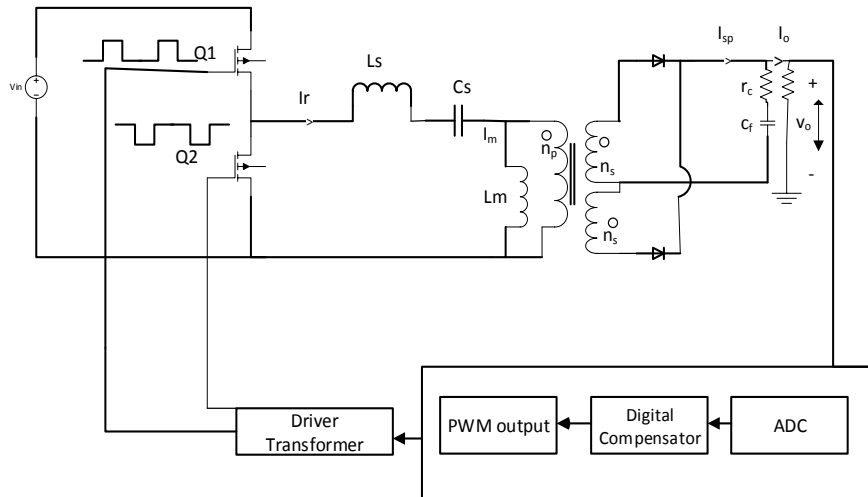 Q1
Vin
+
-
Q2
Ir
Ls
Cs
Im
Lm
np
ns
ns
Isp
Io
rc
cf
+
vo
-
Driver
Transformer
PWM output
Digital
Compensator
ADC